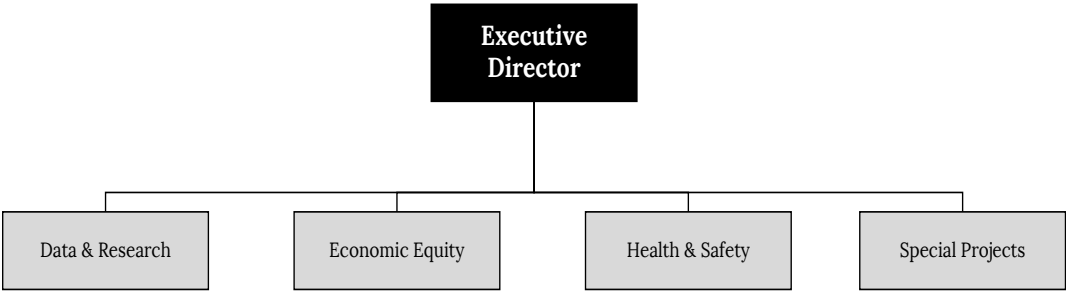 Executive
Director
Data & Research
Economic Equity
Health & Safety
Special Projects